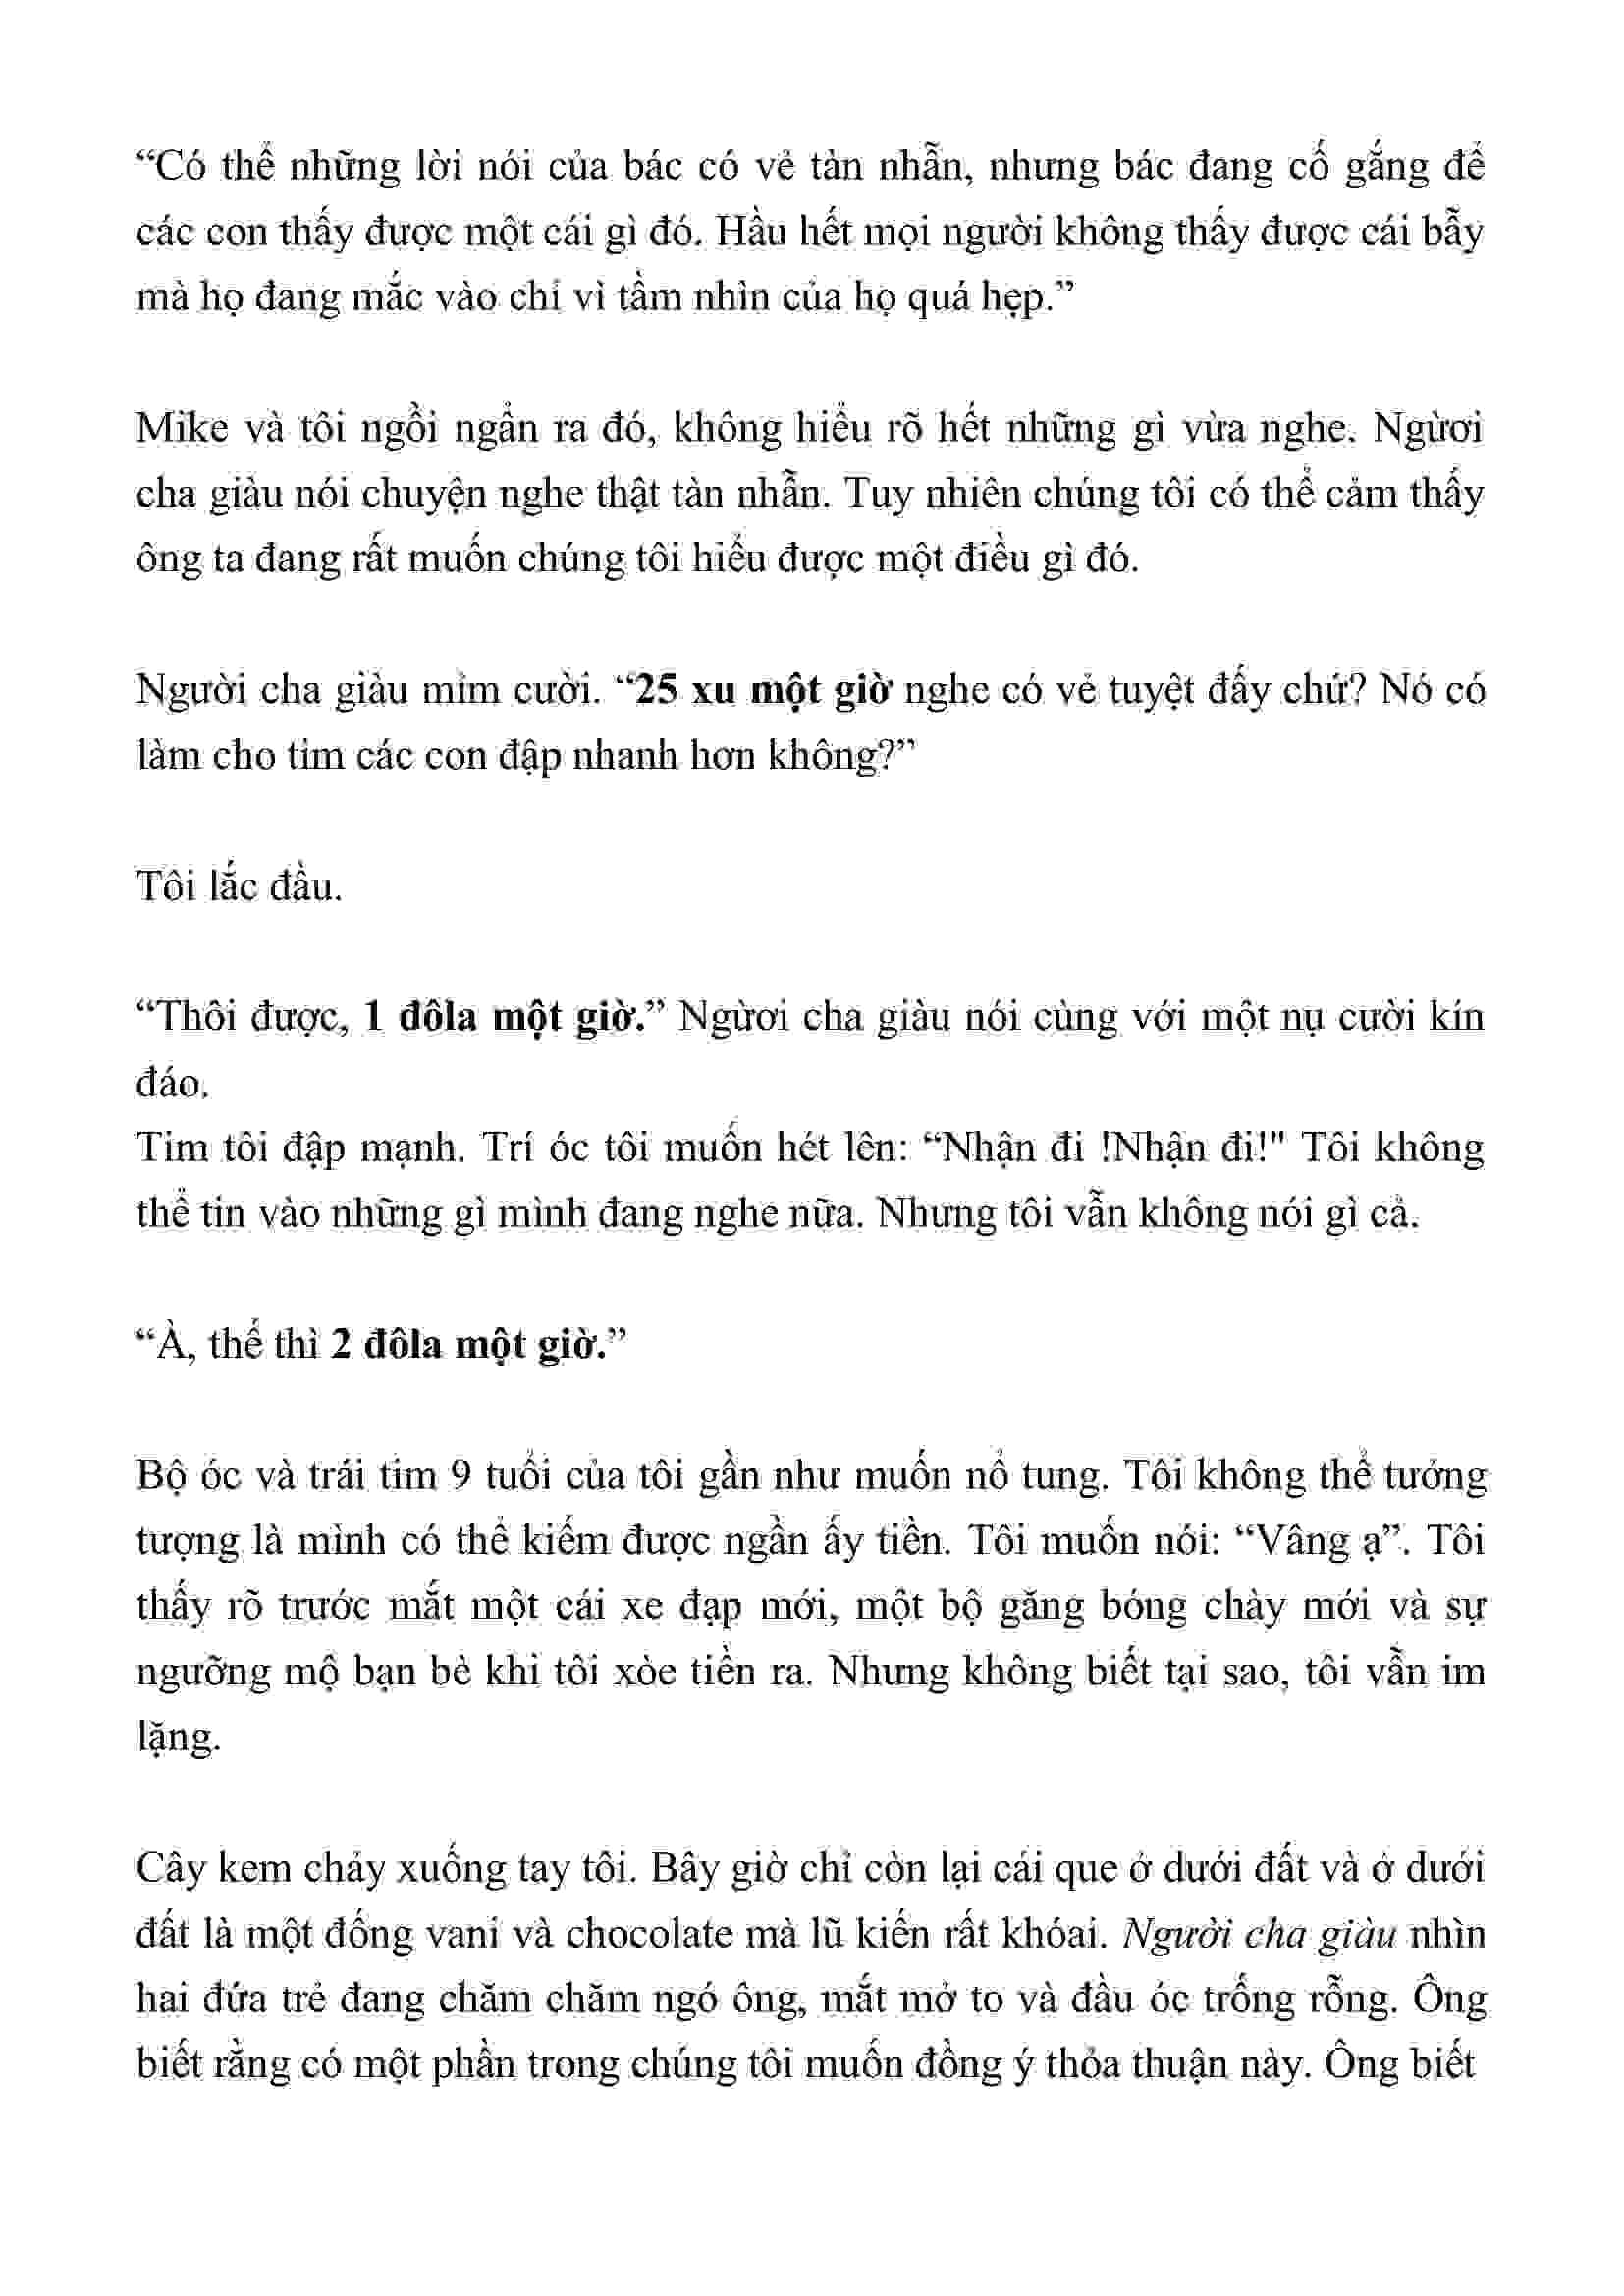 “Có thể những lời nói của bác có vẻ tàn nhẫn, nhưng bác đang cố gắng để
các con thấy được một cái gì đó. Hầu hết mọi người không thấy được cái bẫy
mà họ đang mắc vào chỉ vì tầm nhìn của họ quá hẹp.”
Mike và tôi ngồi ngẩn ra đó, không hiểu rõ hết những gì vừa nghe. Ngừơi
cha giàu nói chuyện nghe thật tàn nhẫn. Tuy nhiên chúng tôi có thể cảm thấy
ông ta đang rất muốn chúng tôi hiểu được một điều gì đó.
Người cha giàu mỉm cười. “25 xu một giờ nghe có vẻ tuyệt đấy chứ? Nó có
làm cho tim các con đập nhanh hơn không?”
Tôi lắc đầu.
“Thôi được, 1 đôla một giờ.” Ngừơi cha giàu nói cùng với một nụ cười kín
đáo.
Tim tôi đập mạnh. Trí óc tôi muốn hét lên: “Nhận đi !Nhận đi!" Tôi không
thể tin vào những gì mình đang nghe nữa. Nhưng tôi vẫn không nói gì cả.
“À, thế thì 2 đôla một giờ.”
Bộ óc và trái tim 9 tuổi của tôi gần như muốn nổ tung. Tôi không thể tưởng
tượng là mình có thể kiếm được ngần ấy tiền. Tôi muốn nói: “Vâng ạ”. Tôi
thấy rõ trước mắt một cái xe đạp mới, một bộ găng bóng chày mới và sự
ngưỡng mộ bạn bè khi tôi xòe tiền ra. Nhưng không biết tại sao, tôi vẫn im
lặng.
Cây kem chảy xuống tay tôi. Bây giờ chỉ còn lại cái que ở dưới đất và ở dưới
đất là một đống vani và chocolate mà lũ kiến rất khóai. Người cha giàu nhìn
hai đứa trẻ đang chăm chăm ngó ông, mắt mở to và đầu óc trống rỗng. Ông
biết rằng có một phần trong chúng tôi muốn đồng ý thỏa thuận này. Ông biết